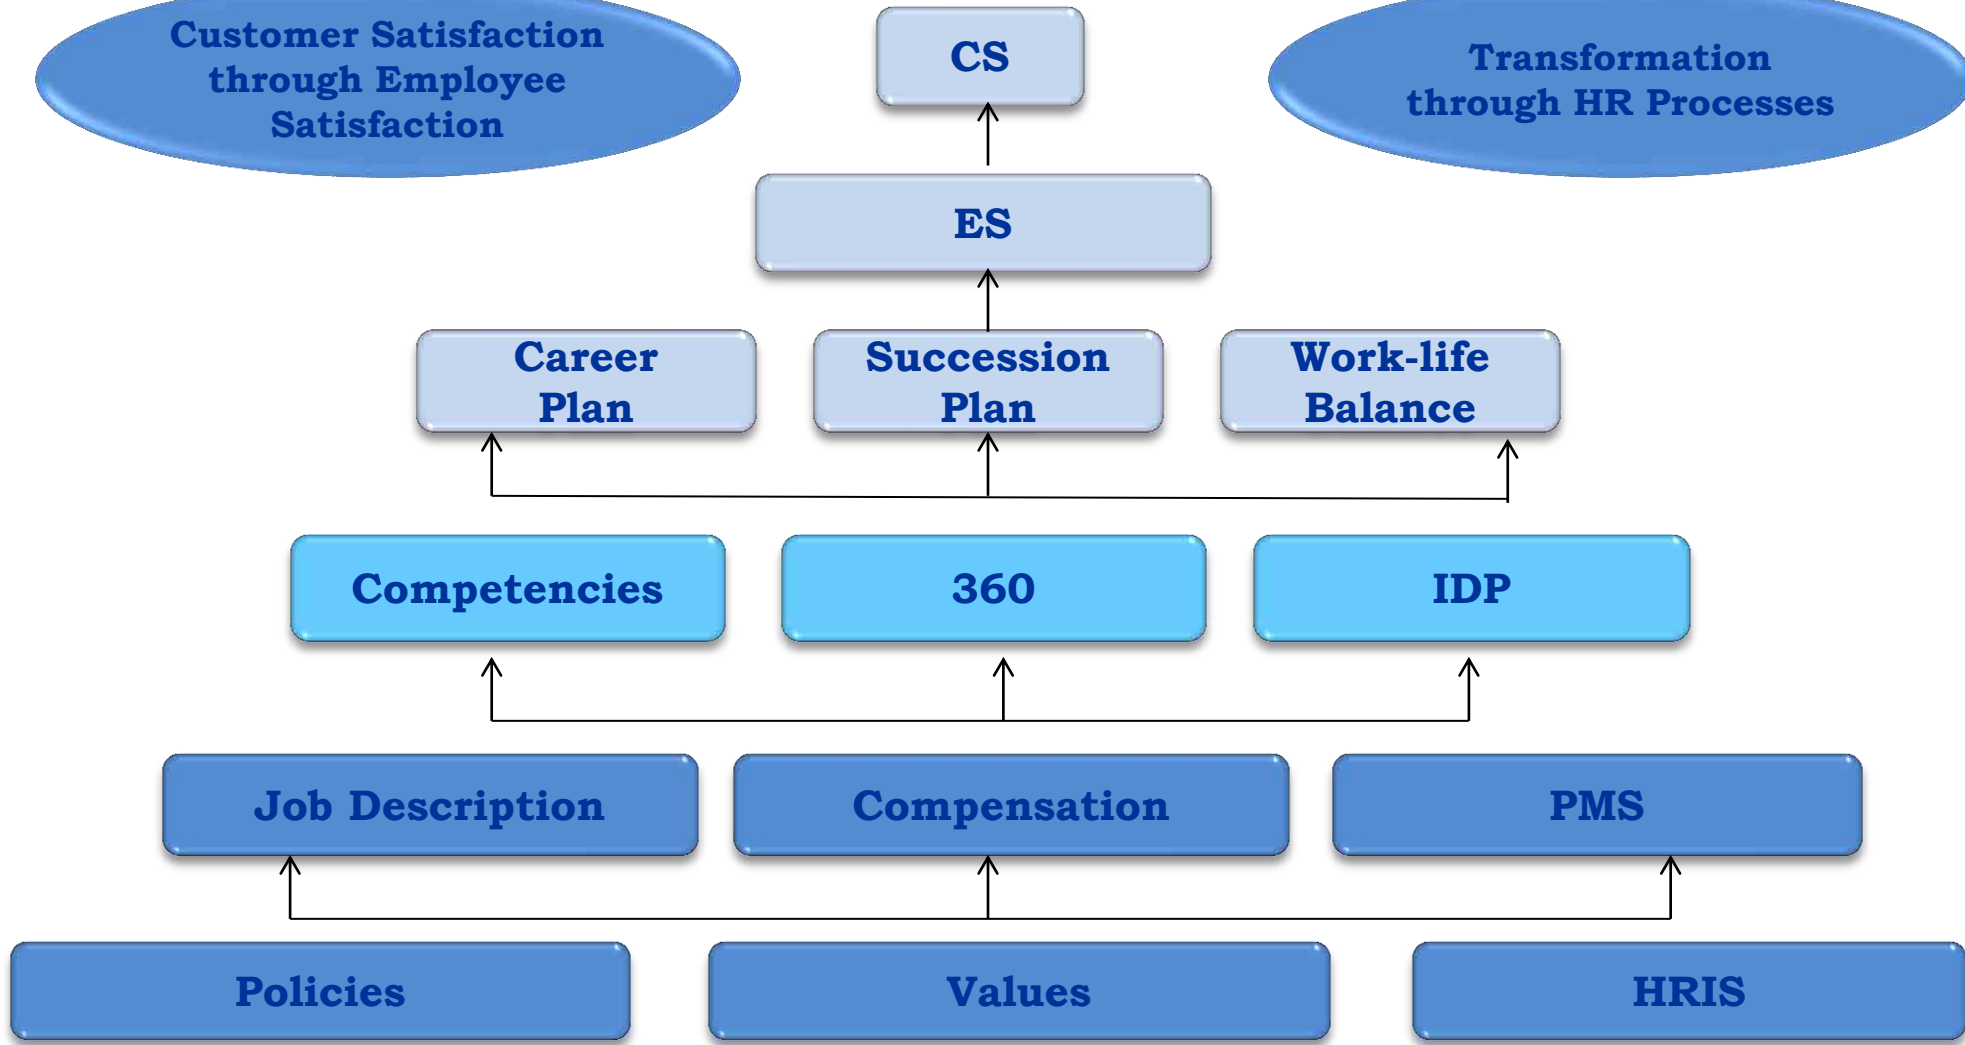 Customer Satisfaction
through Employee
Satisfaction
CS
Transformation
through HR Processes
ES
Career
Plan
Succession
Plan
Work-life
Balance
Competencies
360
IDP
Job Description
Compensation
PMS
Policies
Values
HRIS